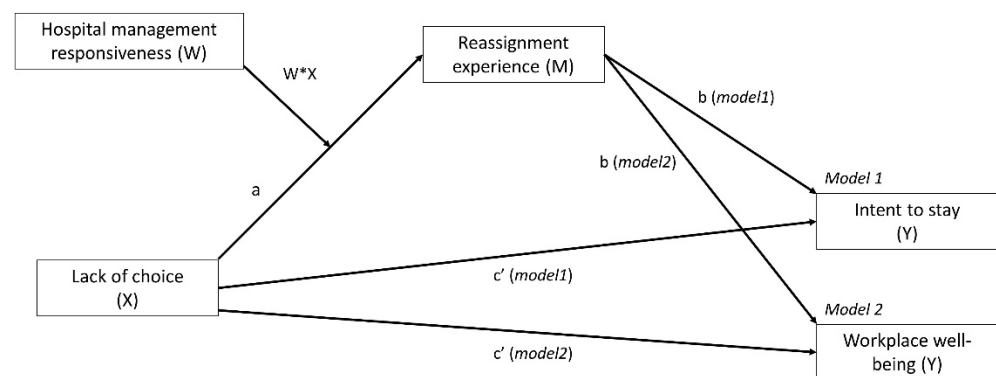 Hospital management
responsiveness (W)
Reassignment
experience (M)
W*X
b (model1)
b (model2)
a
Model 1
Intent to stay
(Y)
Lack of choice
(X)
c’ (model1)
Model 2
c’ (model2)
Workplace well-
being (Y)